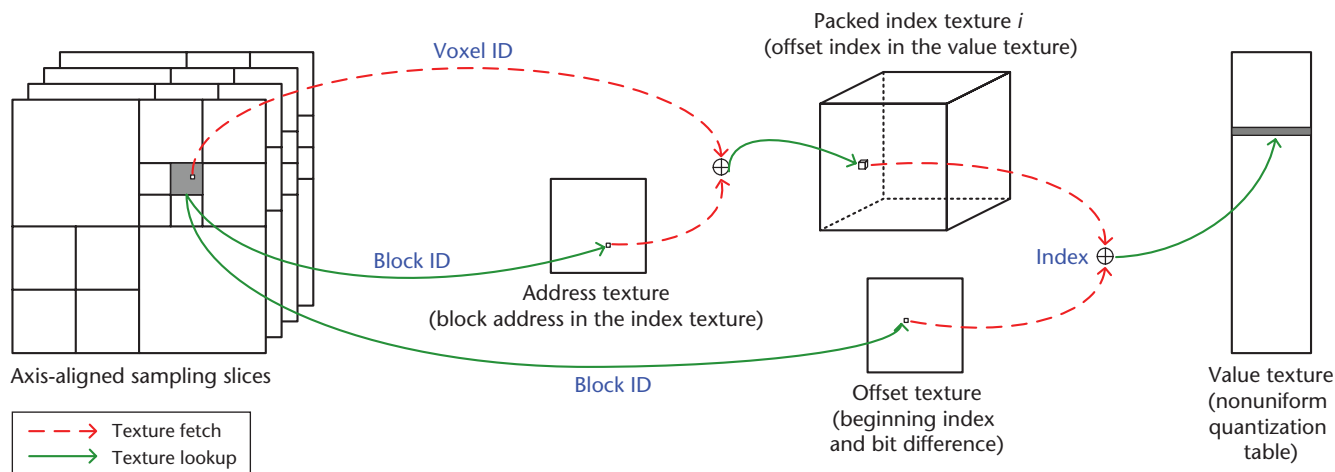 Voxel ID
Packed index texture i
(offset index in the value texture)
Block ID
Address texture
(block address in the index texture)
Index
Axis-aligned sampling slices
Block ID
Offset texture
(beginning index
and bit difference)
Value texture
(nonuniform
quantization
table)
Texture fetch
Texture lookup